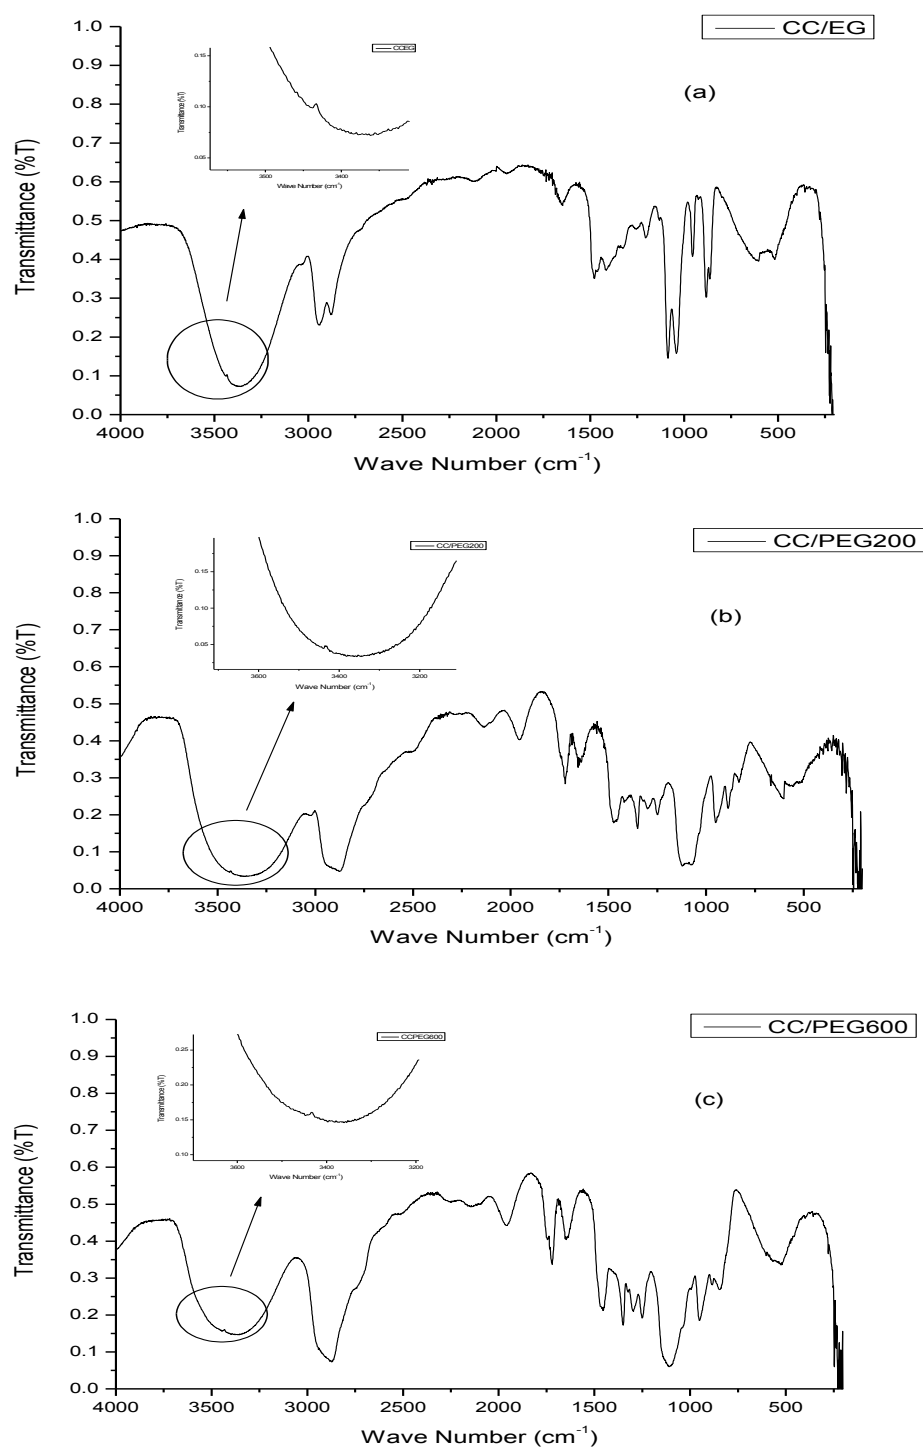 CC/EG
(a)
1.0
0.9
0.8
0.7
0.6
0.5
0.4
0.3
0.2
0.1
0.0
Transmittance (%T)
4000 3500 3000 2500 2000 1500 1000 500
Wave Number (cm-1)
CCEG
0.15
0.10
0.05
Transmittance (%T)
3600 3400
Wave Number (cm-1)
CC/PEG200
(b)
1.0
0.9
0.8
0.7
0.6
0.5
0.4
0.3
0.2
0.1
0.0
Transmittance (%T)
4000 3500 3000 2500 2000 1500 1000 500
Wave Number (cm-1)
CC/PEG200
0.15
0.10
0.05
Transmittance (%T)
3600 3400 3200
Wave Number (cm-1)
CC/PEG600
(c)
1.0
0.9
0.8
0.7
0.6
0.5
0.4
0.3
0.2
0.1
0.0
Transmittance (%T)
4000 3500 3000 2500 2000 1500 1000 500
Wave Number (cm-1)
CCPEG600
0.25
0.20
0.15
0.10
Transmittance (%T)
3600 3400 3200
Wave Number (cm-1)